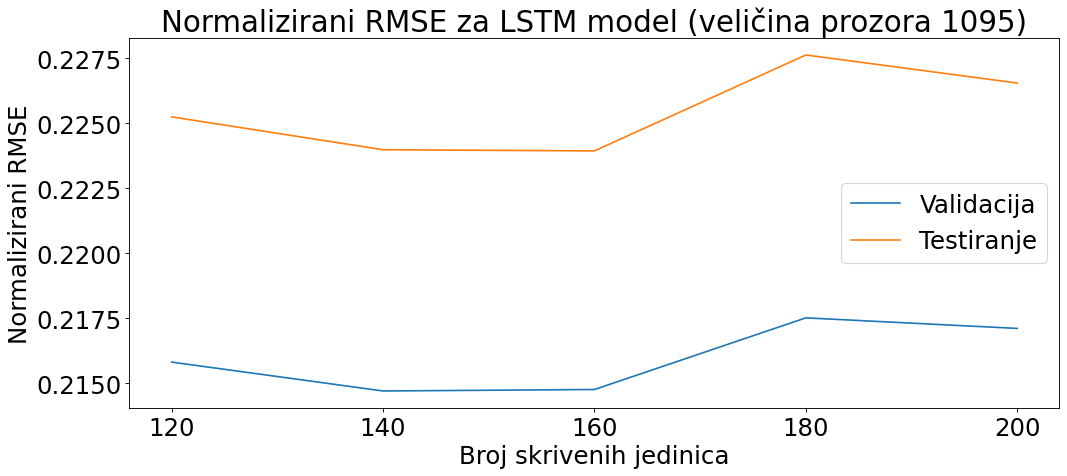 Normalizirani RMSE za LSTM model (veličina prozora 1095)
Normalizirani RMSE
0.2275
0.2250
0.2225
0.2200
0.2175
0.2150
Validacija
Testiranje
120 140 160 180 200
Broj skrivenih jedinica